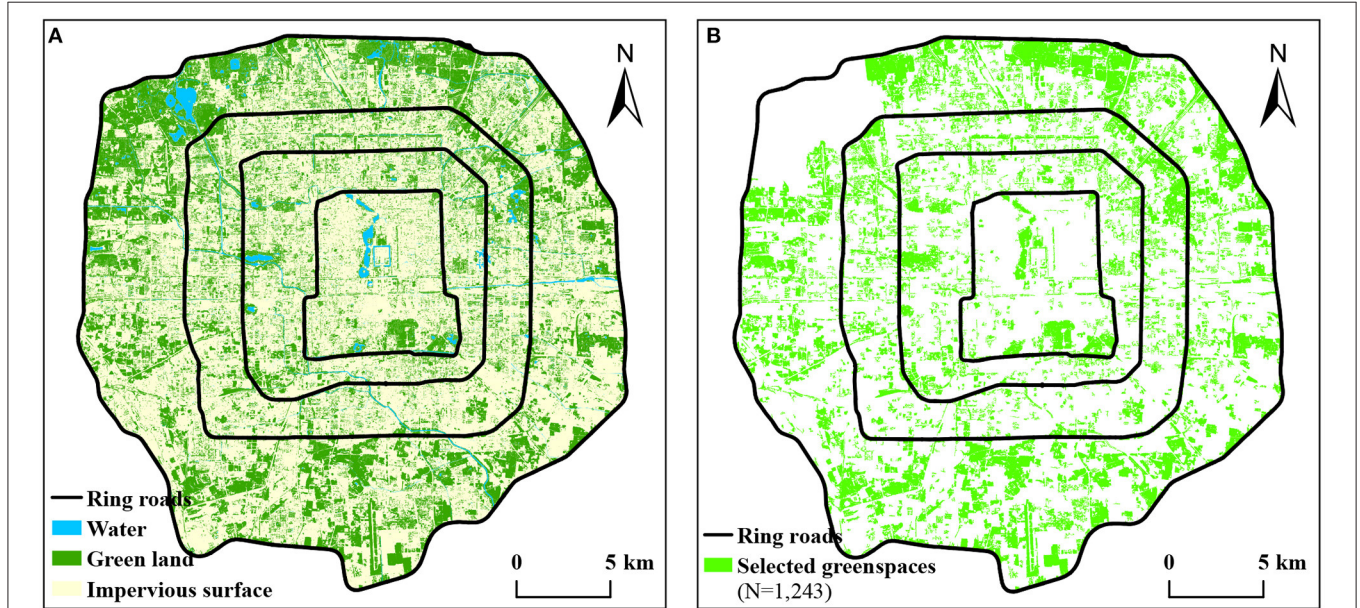 A
N
Ring roads
Water
Green land
Impervious surface
0 5 km
B
N
Ring roads
Selected greenspaces
(N=1,243)
0 5 km